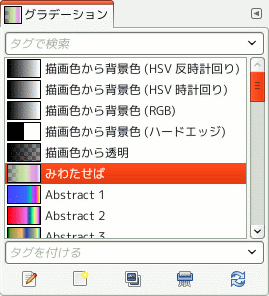 グラデーション
タグで検索
描画色から背景色 (HSV 反時計回り)
描画色から背景色 (HSV 時計回り)
描画色から背景色 (RGB)
描画色から背景色 (ハードエッジ)
描画色から透明
みわたせば
Abstract 1
Abstract 2
Abstract 3
タグを付ける